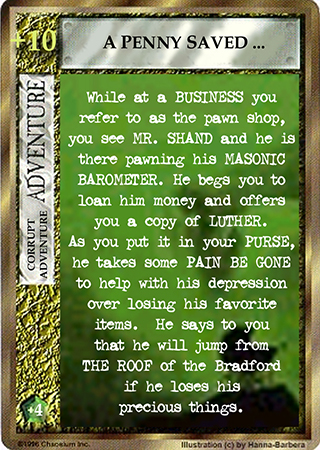 +10
A PENNY SAVED ...
CORRUPT
ADVENTURE
ADVENTURE
While at a BUSINESS you
refer to as the pawn shop,
you see MR. SHAND and he is
there pawning his MASONIC
BAROMETER. He begs you to
loan him money and offers
you a copy of LUTHER.
As you put it in your PURSE,
he takes some PAIN BE GONE
to help with his depression
over losing his favorite
items.  He says to you
that he will jump from
THE ROOF of the Bradford
if he loses his
precious things.
+4
©1996 Chaosium Inc.
Illustration (c) by Hanna-Barbera